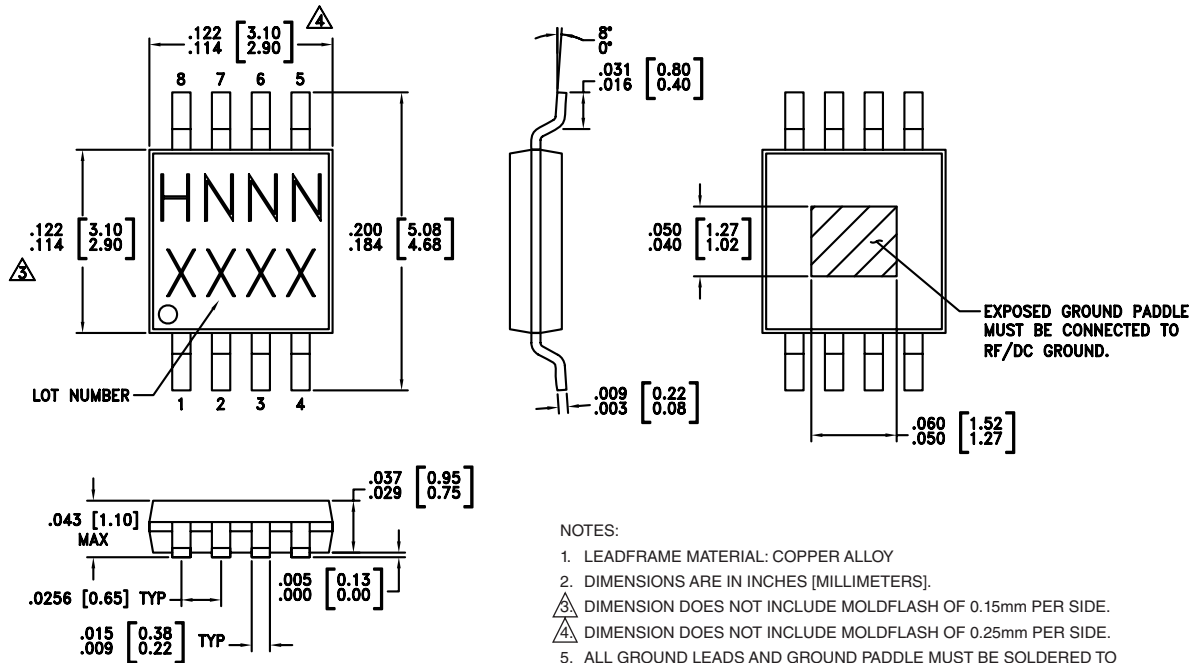 .122 [3.10]
.114 [2.90]
4
8 7 6 5
HNNN
XXXX
.122 [3.10]
.114 [2.90]
3
.200 [5.08]
.184 [4.68]
LOT NUMBER
1 2 3 4
8°
0°
.031 [0.80]
.016 [0.40]
.009 [0.22]
.003 [0.08]
.050 [1.27]
.040 [1.02]
EXPOSED GROUND PADDLE
MUST BE CONNECTED TO
RF/DC GROUND.
.060 [1.52]
.050 [1.27]
.037 [0.95]
.029 [0.75]
.043 [1.10]
MAX
.005 [0.13]
.000 [0.00]
.0256 [0.65] TYP
.015 [0.38]
.009 [0.22] TYP
NOTES:
1. LEADFRAME MATERIAL: COPPER ALLOY
2. DIMENSIONS ARE IN INCHES [MILLIMETERS].
3. DIMENSION DOES NOT INCLUDE MOLDFLASH OF 0.15mm PER SIDE.
4. DIMENSION DOES NOT INCLUDE MOLDFLASH OF 0.25mm PER SIDE.
5. ALL GROUND LEADS AND GROUND PADDLE MUST BE SOLDERED TO